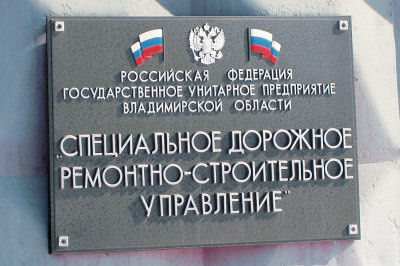 РОССИЙСКАЯ ФЕДЕРАЦИЯ
ГОСУДАРСТВЕННОЕ УНИТАРНОЕ ПРЕДПРИЯТИЕ
ВЛАДИМИРСКОЙ ОБЛАСТИ
"СПЕЦИАЛЬНОЕ ДОРОЖНОЕ
РЕМОНТНО-СТРОИТЕЛЬНОЕ
УПРАВЛЕНИЕ"